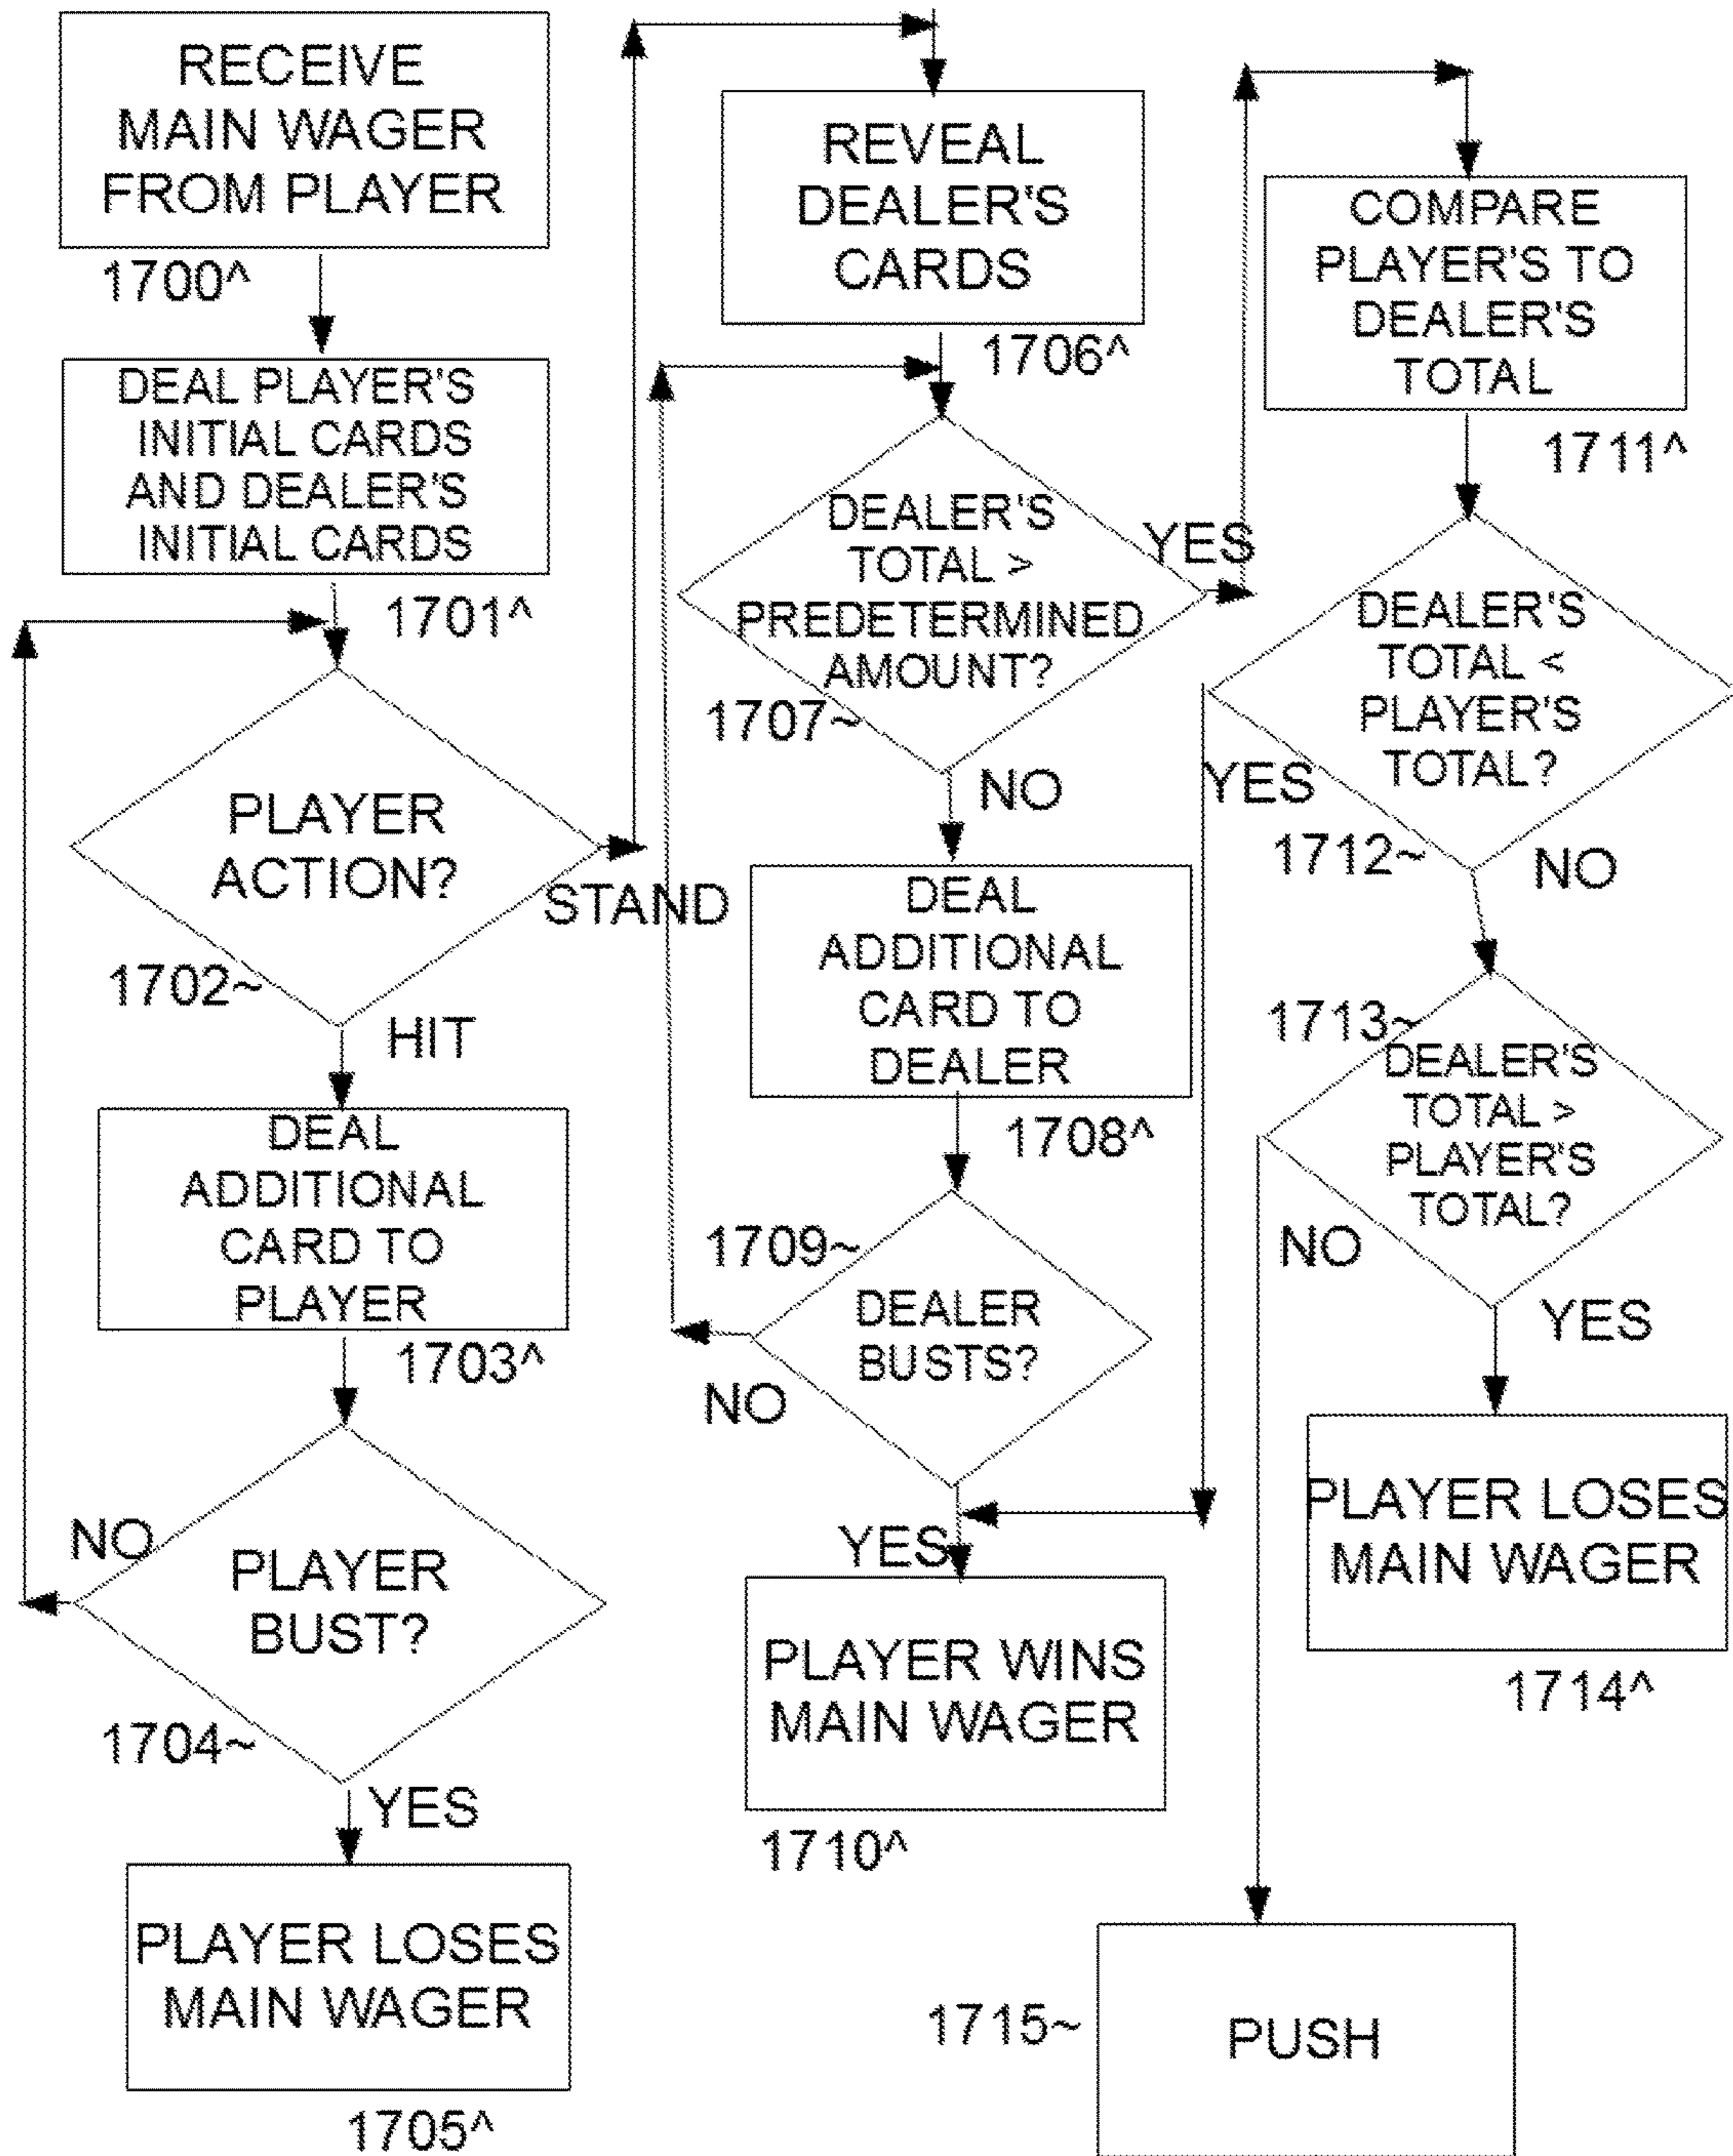 RECEIVE
MAIN WAGER
FROM PLAYER
1700^
DEAL PLAYER'S
INITIAL CARDS
AND DEALER'S
INITIAL CARDS
1701^
PLAYER
ACTION?
STAND
1702~
HIT
DEAL
ADDITIONAL
CARD TO
PLAYER
1703^
NO
PLAYER
BUST?
1704~
YES
PLAYER LOSES
MAIN WAGER
1705^
REVEAL
DEALER'S
CARDS
1706^
DEALER'S
TOTAL >
PREDETERMINED
AMOUNT?
YES
1707~
NO
DEAL
ADDITIONAL
CARD TO
DEALER
1708^
1709~
DEALER
BUSTS?
NO
YES
PLAYER WINS
MAIN WAGER
1710^
COMPARE
PLAYER'S TO
DEALER'S
TOTAL
1711^
DEALER'S
TOTAL <
PLAYER'S
TOTAL?
YES
1712~
NO
1713~
DEALER'S
TOTAL >
PLAYER'S
TOTAL?
NO
YES
PLAYER LOSES
MAIN WAGER
1714^
1715~
PUSH